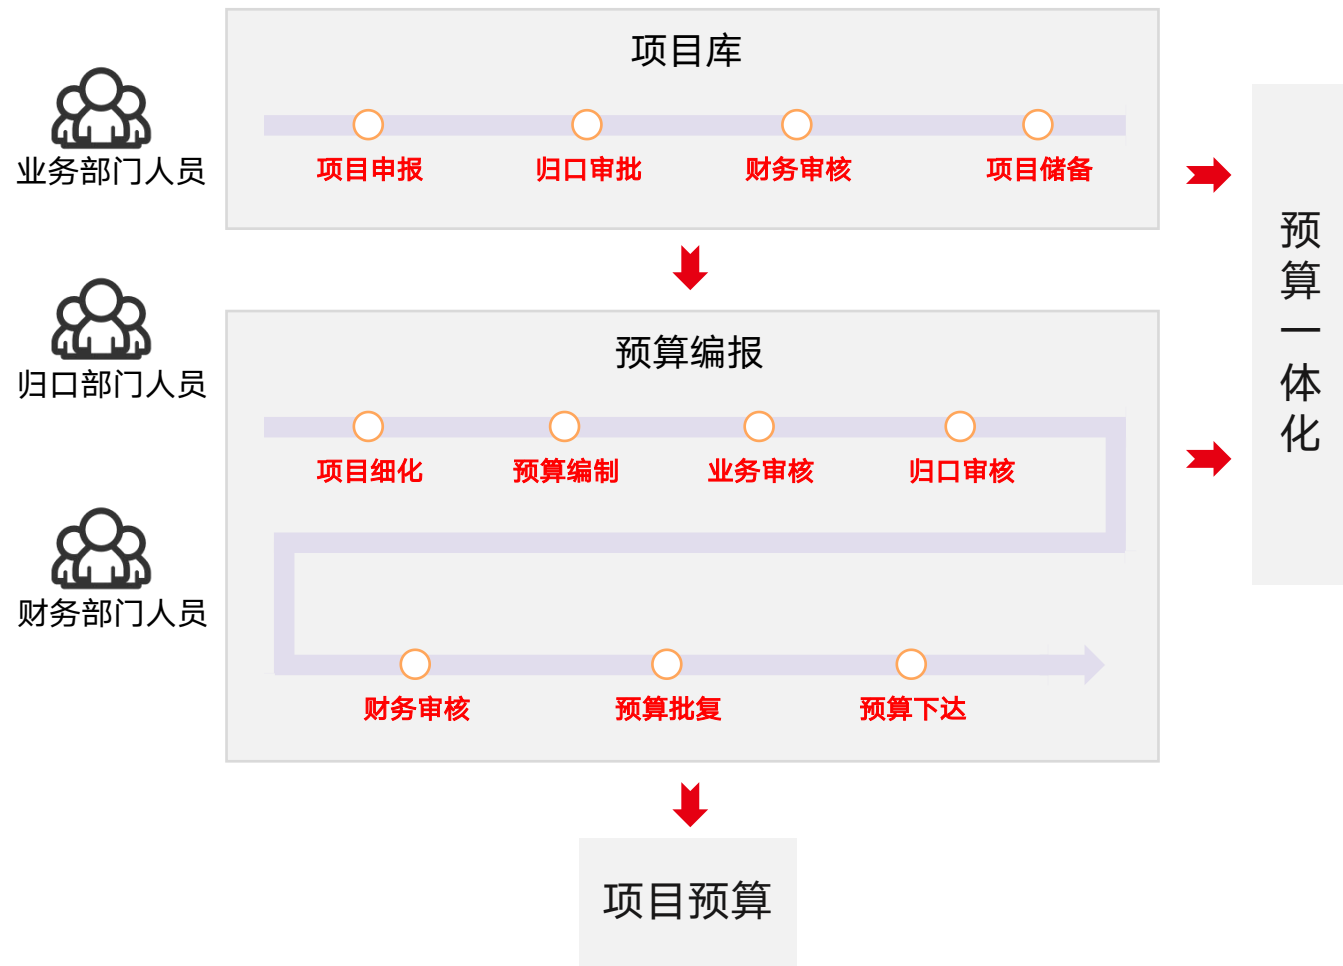 业务部门人员
归口部门人员
财务部门人员
项目库
项目申报
归口审批
财务审核
项目储备
预算编报
项目细化
预算编制
业务审核
归口审核
财务审核
预算批复
预算下达
项目预算
预算一体化